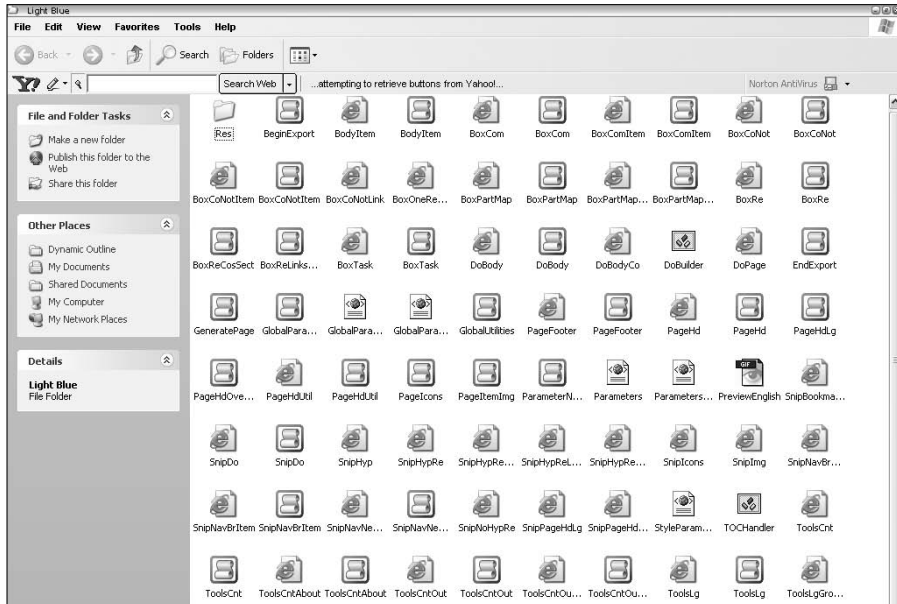 Light Blue
File Edit View Favorites Tools Help
Back Search Folders
Y! Search Web ...attempting to retrieve buttons from Yahoo!... Norton AntiVirus
File and Folder Tasks
Make a new folder
Publish this folder to the
Web
Share this folder
Other Places
Dynamic Outline
My Documents
Shared Documents
My Computer
My Network Places
Details
Light Blue
File Folder
Res BeginExport BodyItem BodyItem BoxCom BoxCom BoxComItem BoxComItem BoxCoNot BoxCoNot
BoxCoNotItem BoxCoNotItem BoxCoNotLink BoxOneRe... BoxPartMap BoxPartMap BoxPartMap... BoxPartMap... BoxRe BoxRe
BoxReCosSect BoxReLinks... BoxTask BoxTask DoBody DoBody DoBodyCo DoBuilder DoPage EndExport
GeneratePage GlobalPara... GlobalPara... GlobalPara... GlobalUtilities PageFooter PageFooter PageHd PageHd PageHdLg
GIF
PageHdOve... PageHdUtil PageHdUtil PageIcons PageItemImg ParameterN... Parameters Parameters... PreviewEnglish SnipBookma...
SnipDo SnipDo SnipHyp SnipHypRe SnipHypRe... SnipHypReL... SnipHypRe... SnipIcons SnipImg SnipNavBr...
SnipNavBrItem SnipNavBrItem SnipNavNe... SnipNavNe... SnipNoHypRe SnipPageHdLg SnipPageHd... StyleParam... TOCHandler ToolsCnt
ToolsCnt ToolsCntAbout ToolsCntAbout ToolsCntOut ToolsCntOut ToolsCntOu... ToolsCntOu... ToolsLg ToolsLg ToolsLgGro...